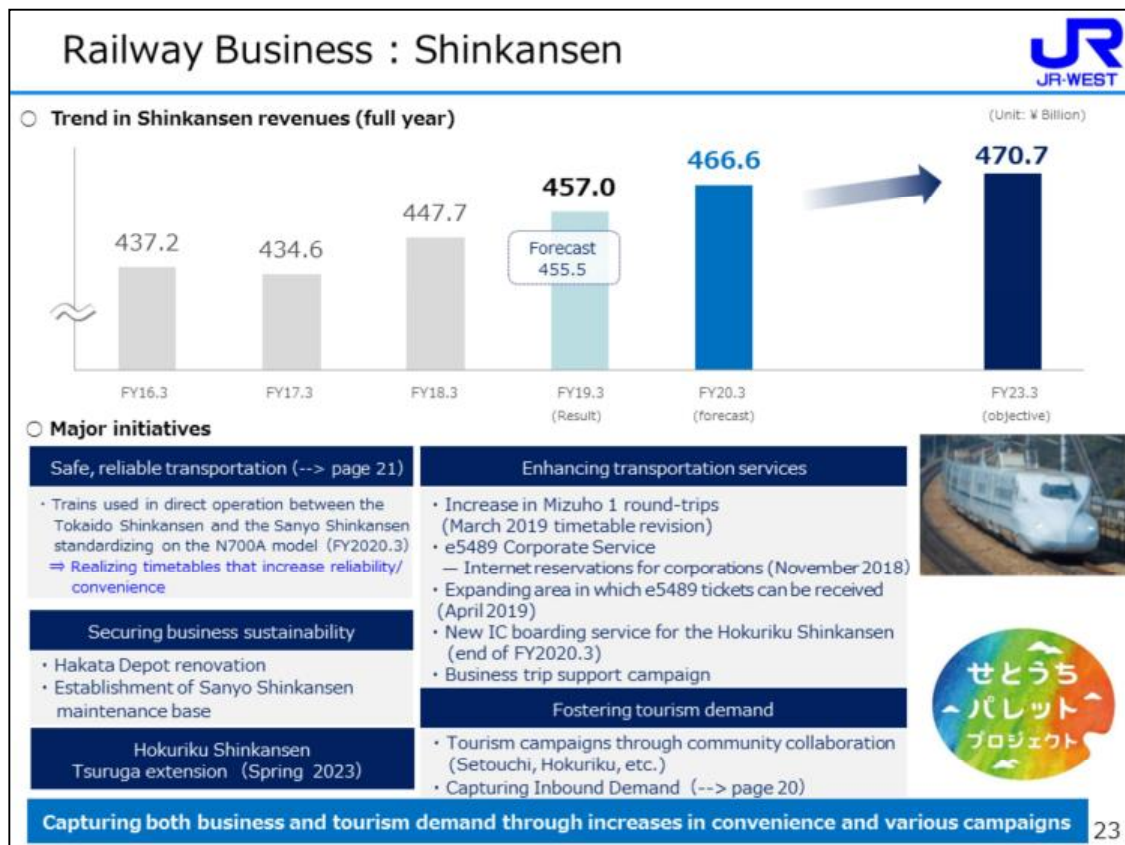 Railway Business : Shinkansen
JR
JR-WEST
○ Trend in Shinkansen revenues (full year)
(Unit: ¥ Billion)
437.2
434.6
447.7
457.0
466.6
470.7
Forecast
455.5
FY16.3
FY17.3
FY18.3
FY19.3
(Result)
FY20.3
(forecast)
FY23.3
(objective)
○ Major initiatives
Safe, reliable transportation (--> page 21)
・Trains used in direct operation between the
Tokaido Shinkansen and the Sanyo Shinkansen
standardizing on the N700A model (FY2020.3)
⇒ Realizing timetables that increase reliability/
convenience
Securing business sustainability
・Hakata Depot renovation
・Establishment of Sanyo Shinkansen
maintenance base
Hokuriku Shinkansen
Tsuruga extension (Spring 2023)
Enhancing transportation services
・Increase in Mizuho 1 round-trips
(March 2019 timetable revision)
・e5489 Corporate Service
― Internet reservations for corporations (November 2018)
・Expanding area in which e5489 tickets can be received
(April 2019)
・New IC boarding service for the Hokuriku Shinkansen
(end of FY2020.3)
・Business trip support campaign
Fostering tourism demand
・Tourism campaigns through community collaboration
(Setouchi, Hokuriku, etc.)
・Capturing Inbound Demand (--> page 20)
せとうち
パレット
プロジェクト
Capturing both business and tourism demand through increases in convenience and various campaigns
23